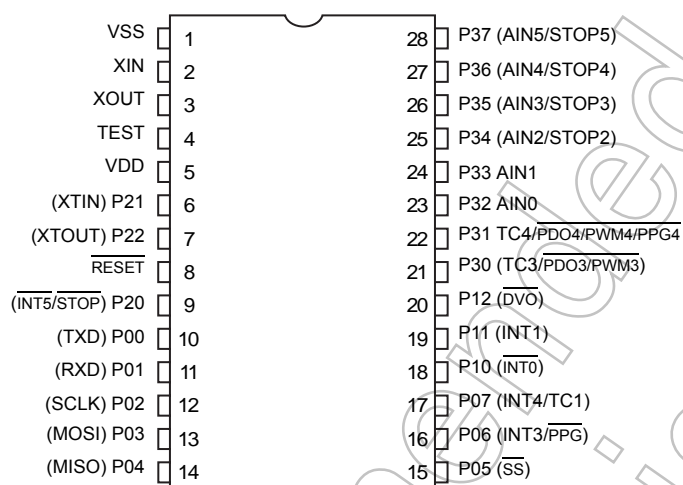 VSS 1 28 P37 (AIN5/STOP5)
XIN 2 27 P36 (AIN4/STOP4)
XOUT 3 26 P35 (AIN3/STOP3)
TEST 4 25 P34 (AIN2/STOP2)
VDD 5 24 P33 AIN1
(XTIN) P21 6 23 P32 AIN0
(XTOUT) P22 7 22 P31 TC4/PDO4/PWM4/PPG4
RESET 8 21 P30 (TC3/PDO3/PWM3)
(INT5/STOP) P20 9 20 P12 (DVO)
(TXD) P00 10 19 P11 (INT1)
(RXD) P01 11 18 P10 (INT0)
(SCLK) P02 12 17 P07 (INT4/TC1)
(MOSI) P03 13 16 P06 (INT3/PPG)
(MISO) P04 14 15 P05 (SS)